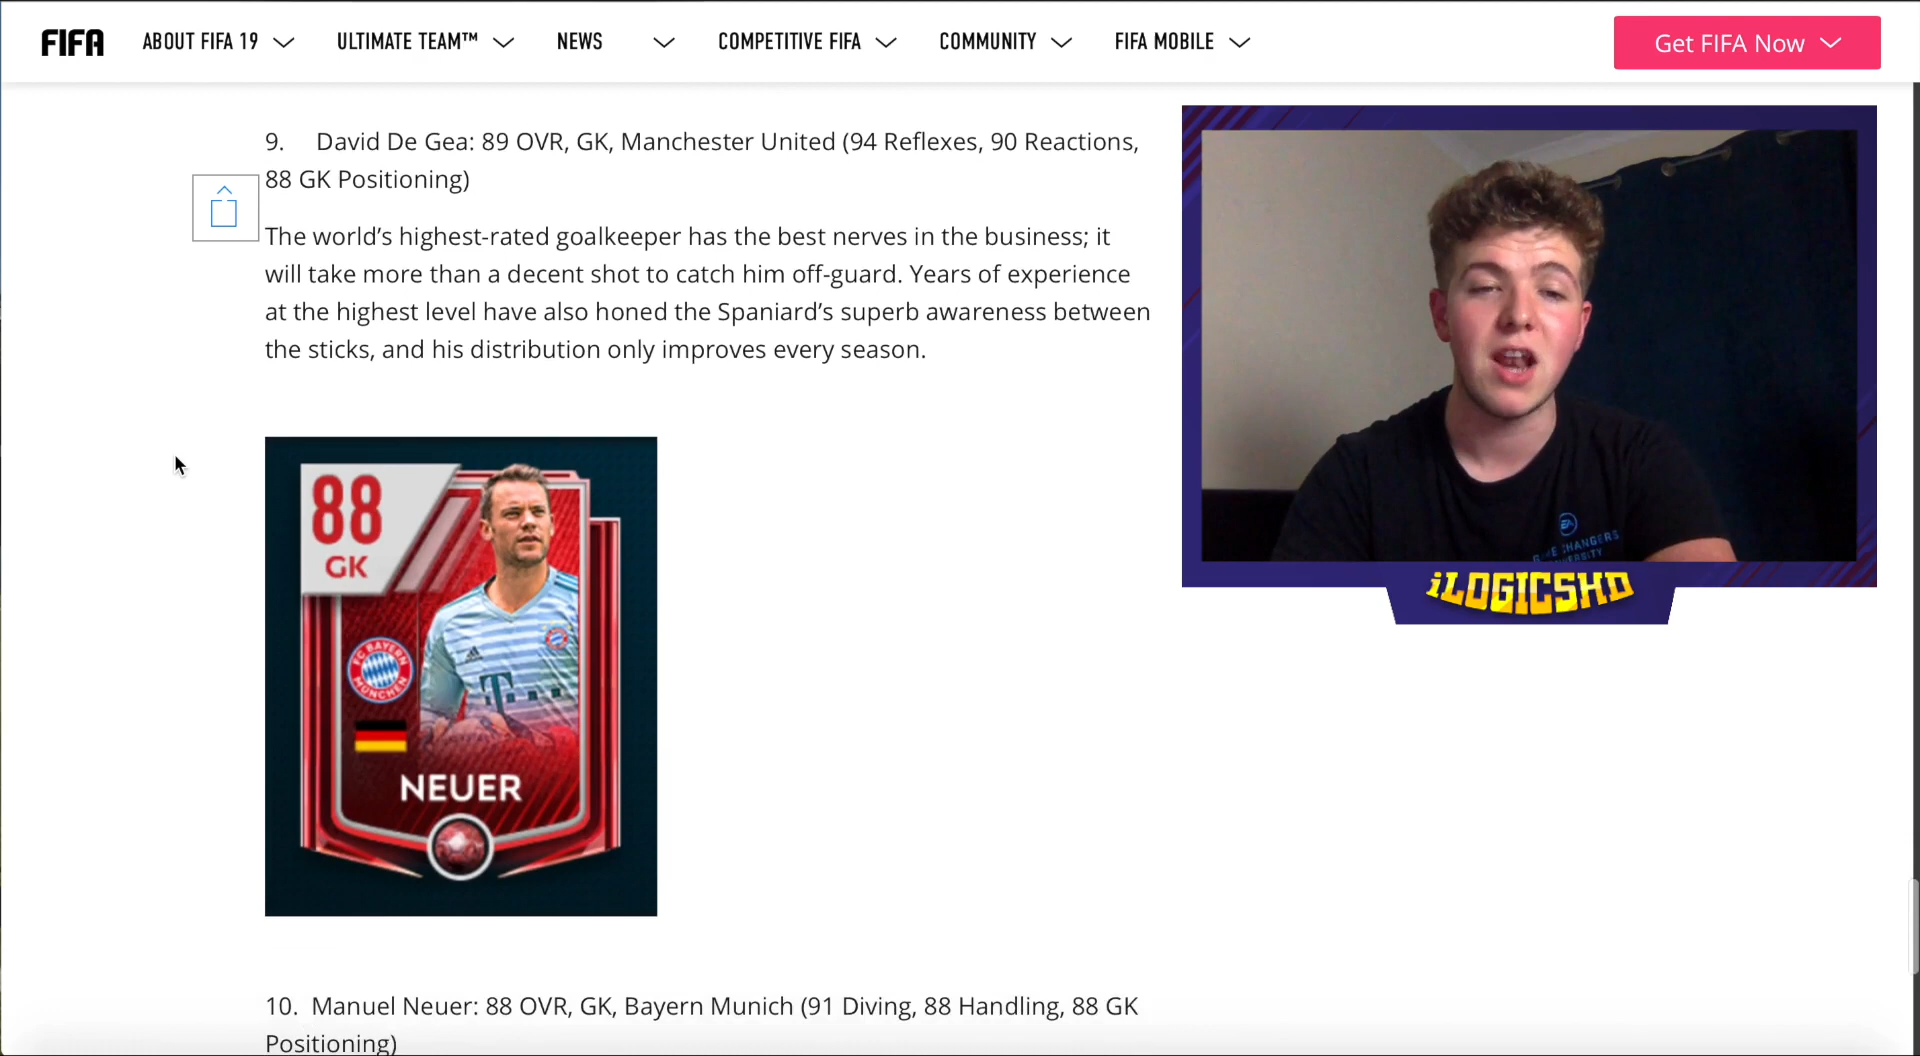 FIFA ABOUT FIFA 19 ULTIMATE TEAM™ NEWS COMPETITIVE FIFA COMMUNITY FIFA MOBILE Get FIFA Now
9. David De Gea: 89 OVR, GK, Manchester United (94 Reflexes, 90 Reactions,
88 GK Positioning)
The world’s highest-rated goalkeeper has the best nerves in the business; it
will take more than a decent shot to catch him off-guard. Years of experience
at the highest level have also honed the Spaniard’s superb awareness between
the sticks, and his distribution only improves every season.
88
GK
FC BAYERN
MÜNCHEN
NEUER
EA
CHANGERS
iLOGICSHD
10. Manuel Neuer: 88 OVR, GK, Bayern Munich (91 Diving, 88 Handling, 88 GK
Positioning)